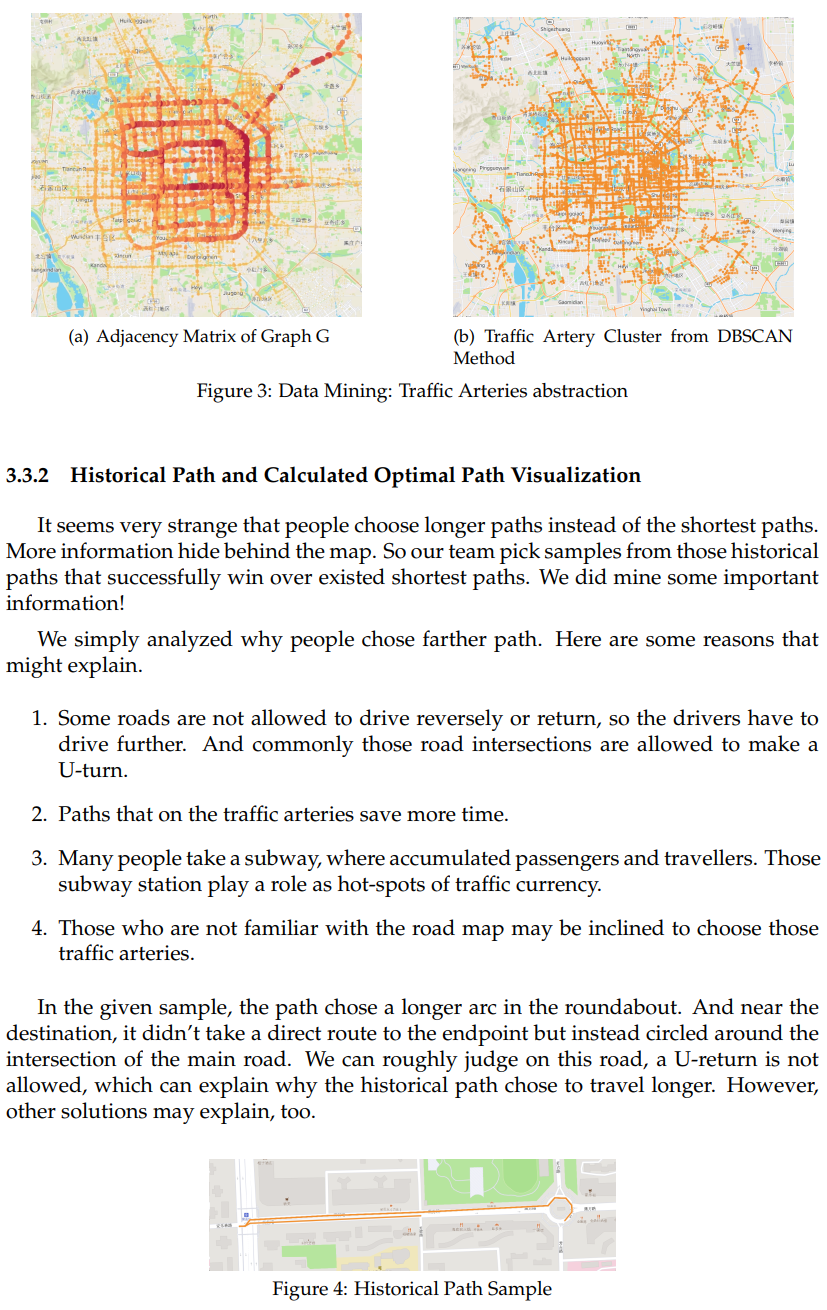 (a) Adjacency Matrix of Graph G
(b) Traffic Artery Cluster from DBSCAN
Method
Figure 3: Data Mining: Traffic Arteries abstraction
3.3.2 Historical Path and Calculated Optimal Path Visualization
It seems very strange that people choose longer paths instead of the shortest paths.
More information hide behind the map. So our team pick samples from those historical
paths that successfully win over existed shortest paths. We did mine some important
information!
We simply analyzed why people chose farther path. Here are some reasons that
might explain.
1. Some roads are not allowed to drive reversely or return, so the drivers have to
drive further. And commonly those road intersections are allowed to make a
U-turn.
2. Paths that on the traffic arteries save more time.
3. Many people take a subway, where accumulated passengers and travellers. Those
subway station play a role as hot-spots of traffic currency.
4. Those who are not familiar with the road map may be inclined to choose those
traffic arteries.
In the given sample, the path chose a longer arc in the roundabout. And near the
destination, it didn't take a direct route to the endpoint but instead circled around the
intersection of the main road. We can roughly judge on this road, a U-return is not
allowed, which can explain why the historical path chose to travel longer. However,
other solutions may explain, too.
Figure 4: Historical Path Sample